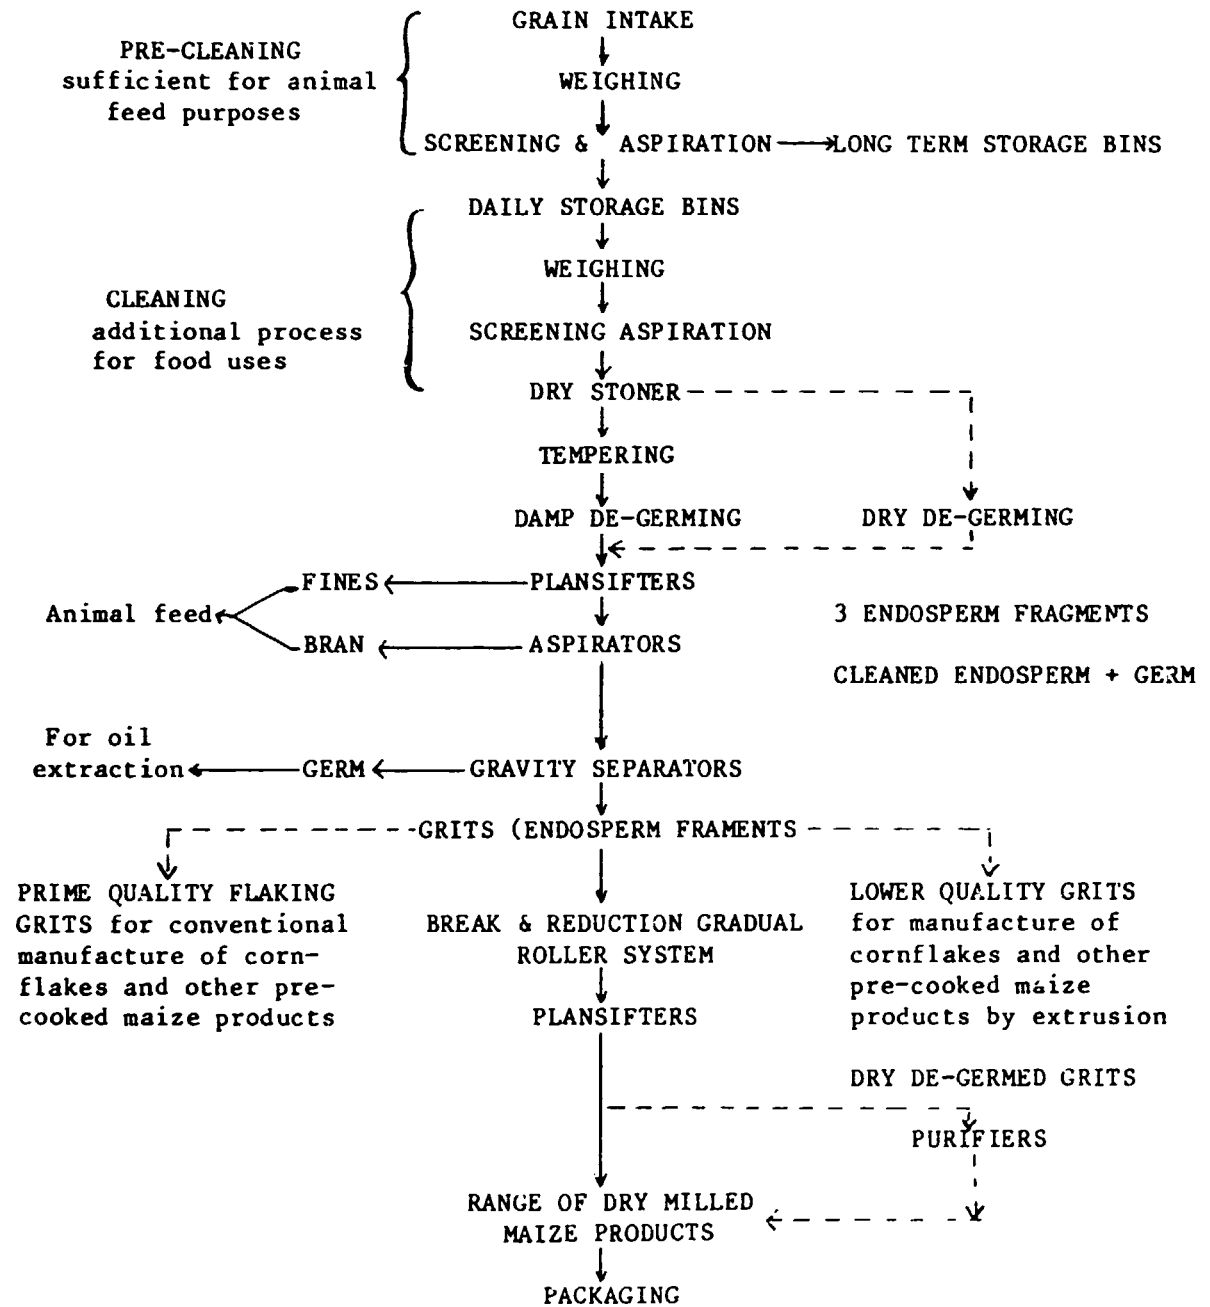 GRAIN INTAKE
PRE-CLEANING
sufficient for animal
feed purposes
WEIGHING
SCREENING & ASPIRATION
LONG TERM STORAGE BINS
DAILY STORAGE BINS
WEIGHING
CLEANING
additional process
for food uses
SCREENING ASPIRATION
DRY STONER
TEMPERING
DAMP DE-GERMING
DRY DE-GERMING
FINES
PLANSIFTERS
Animal feed
3 ENDOSPERM FRAGMENTS
BRAN
ASPIRATORS
CLEANED ENDOSPERM + GERM
For oil
extraction
GERM
GRAVITY SEPARATORS
GRITS (ENDOSPERM FRAMENTS
PRIME QUALITY FLAKING
GRITS for conventional
manufacture of corn-
flakes and other pre-
cooked maize products
BREAK & REDUCTION GRADUAL
ROLLER SYSTEM
PLANSIFTERS
LOWER QUALITY GRITS
for manufacture of
cornflakes and other
pre-cooked maize
products by extrusion
DRY DE-GERMED GRITS
PURIFIERS
RANGE OF DRY MILLED
MAIZE PRODUCTS
PACKAGING